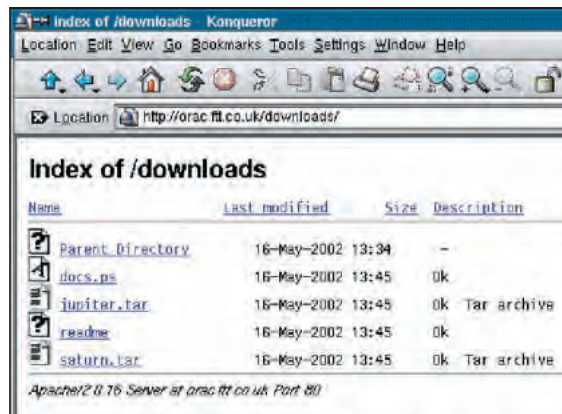 Index of /downloads - Konqueror
Location Edit View Go Bookmarks Tools Settings Window Help
Location http://orac.ftt.co.uk/downloads/
Index of /downloads
Name Last modified Size Description
Parent Directory 16-May-2002 13:34 -
docs.ps 16-May-2002 13:45 0k
jupiter.tar 16-May-2002 13:45 0k Tar archive
readme 16-May-2002 13:45 0k
saturn.tar 16-May-2002 13:45 0k Tar archive
Apache/2.0.16 Server at orac.ftt.co.uk Port 80